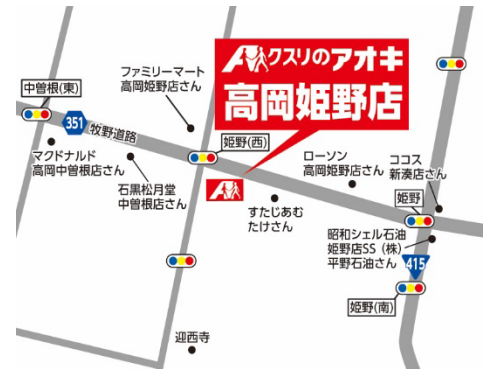 クスリのアオキ
高岡姫野店
中曽根(東)
ファミリーマート
高岡姫野店さん
351
牧野道路
姫野(西)
マクドナルド
高岡中曽根店さん
石黒松月堂
中曽根店さん
ローソン
高岡姫野店さん
ココス
新湊店さん
すたじあむ
たけさん
姫野
昭和シェル石油
姫野店SS (株)
平野石油さん
415
姫野(南)
迎西寺